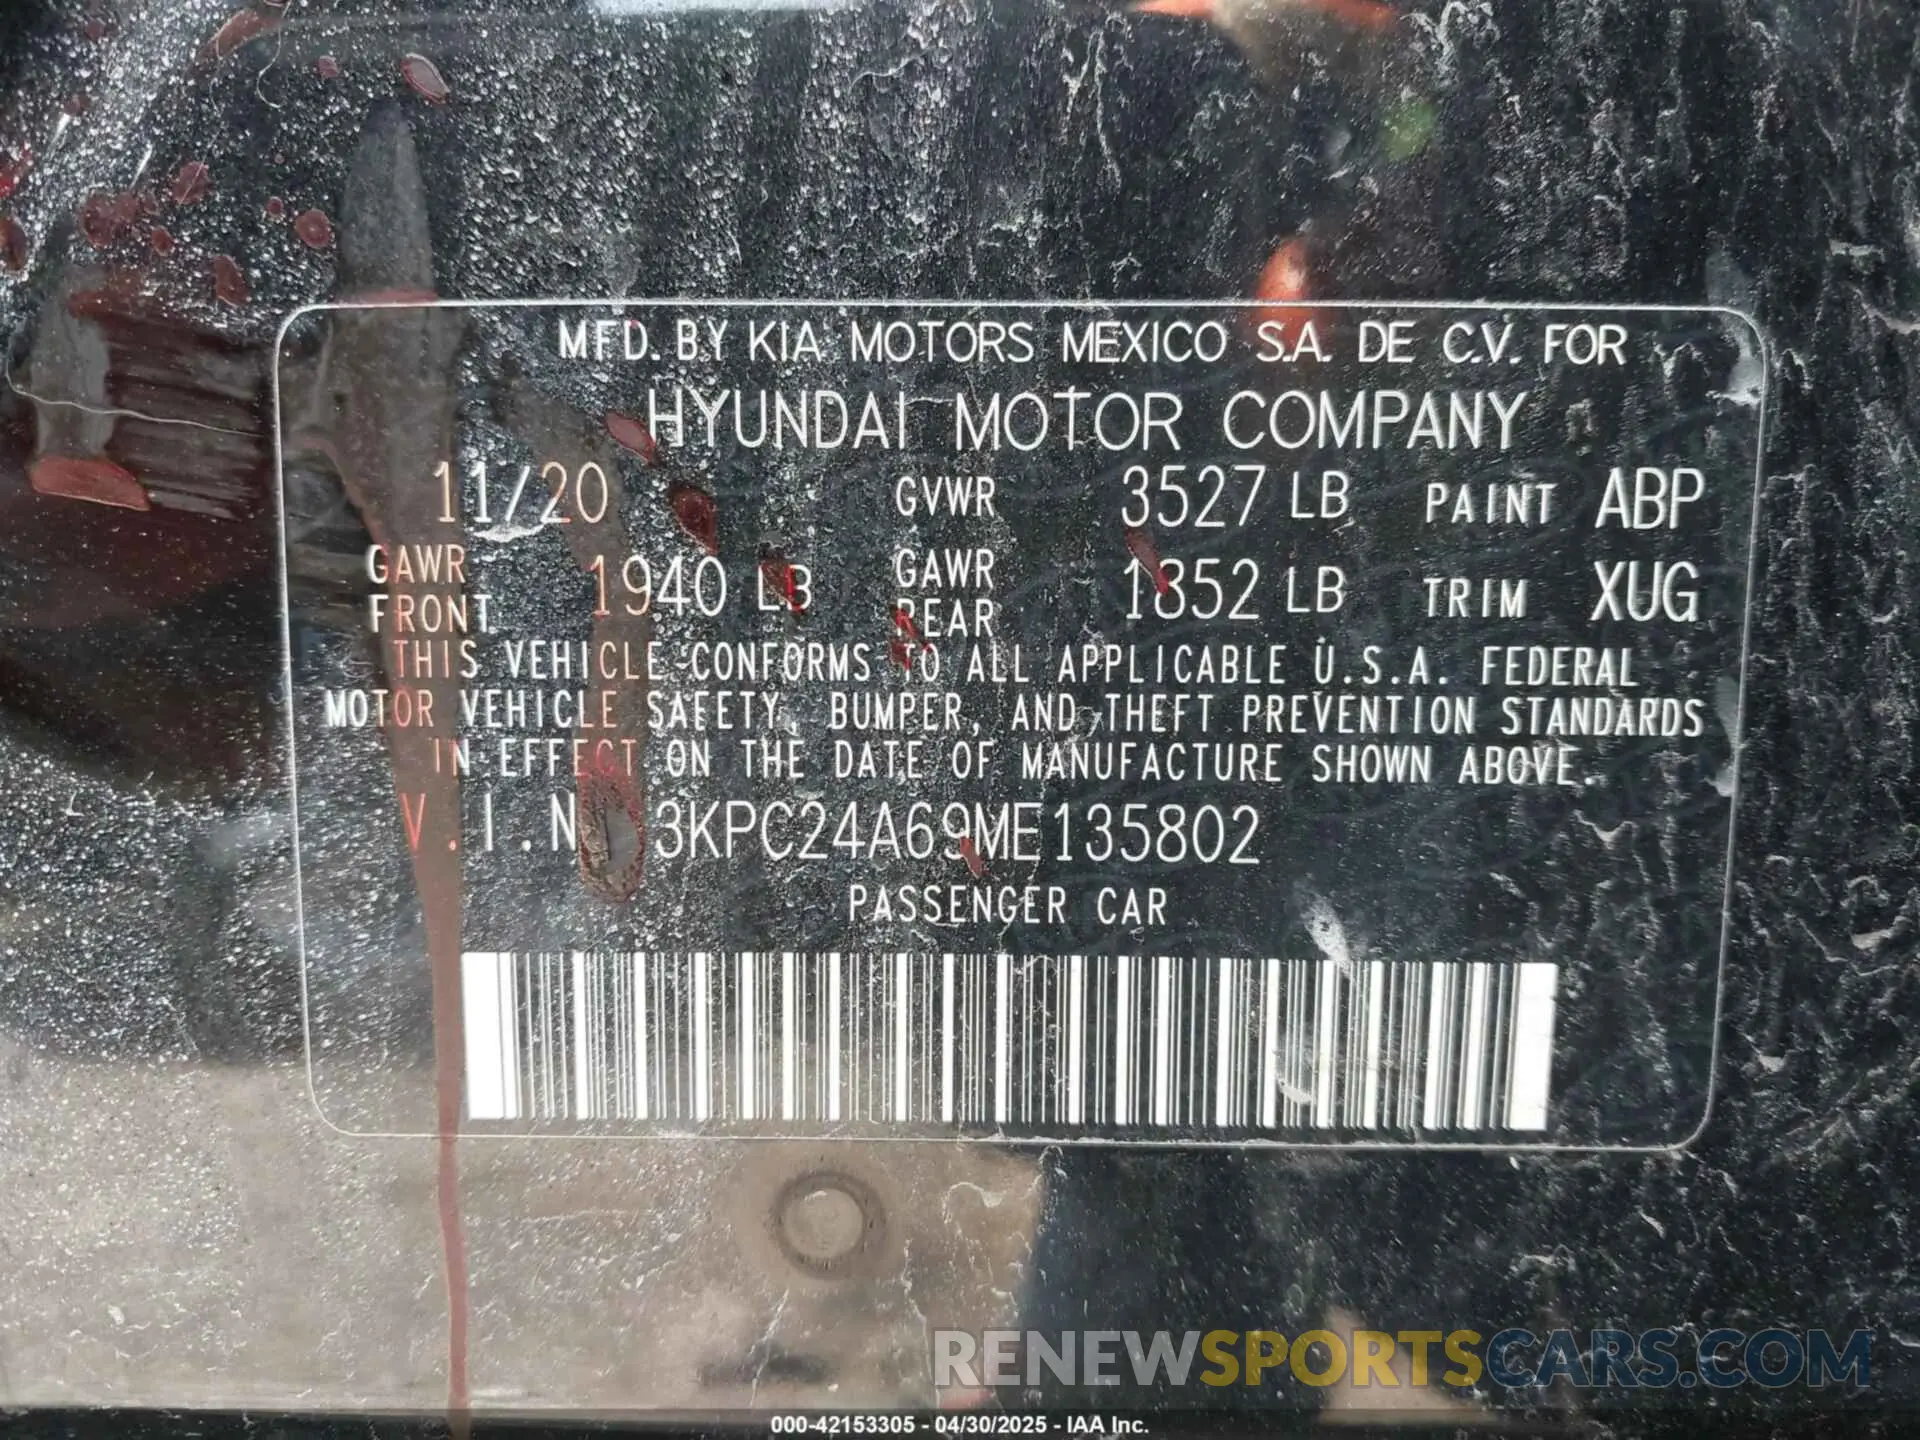 MFD. BY KIA MOTORS MEXICO S.A. DE C.V. FOR
HYUNDAI MOTOR COMPANY
11/20 GVWR 3527 LB PAINT ABP
GAWR FRONT 1940 LB GAWR REAR 1852 LB TRIM XUG
THIS VEHICLE CONFORMS TO ALL APPLICABLE U.S.A. FEDERAL
MOTOR VEHICLE SAFETY, BUMPER, AND THEFT PREVENTION STANDARDS
IN EFFECT ON THE DATE OF MANUFACTURE SHOWN ABOVE.
V.I.N 3KPC24A69ME135802
PASSENGER CAR
RENEWSPORTSCARS.COM
000-42153305 - 04/30/2025 - IAA Inc.